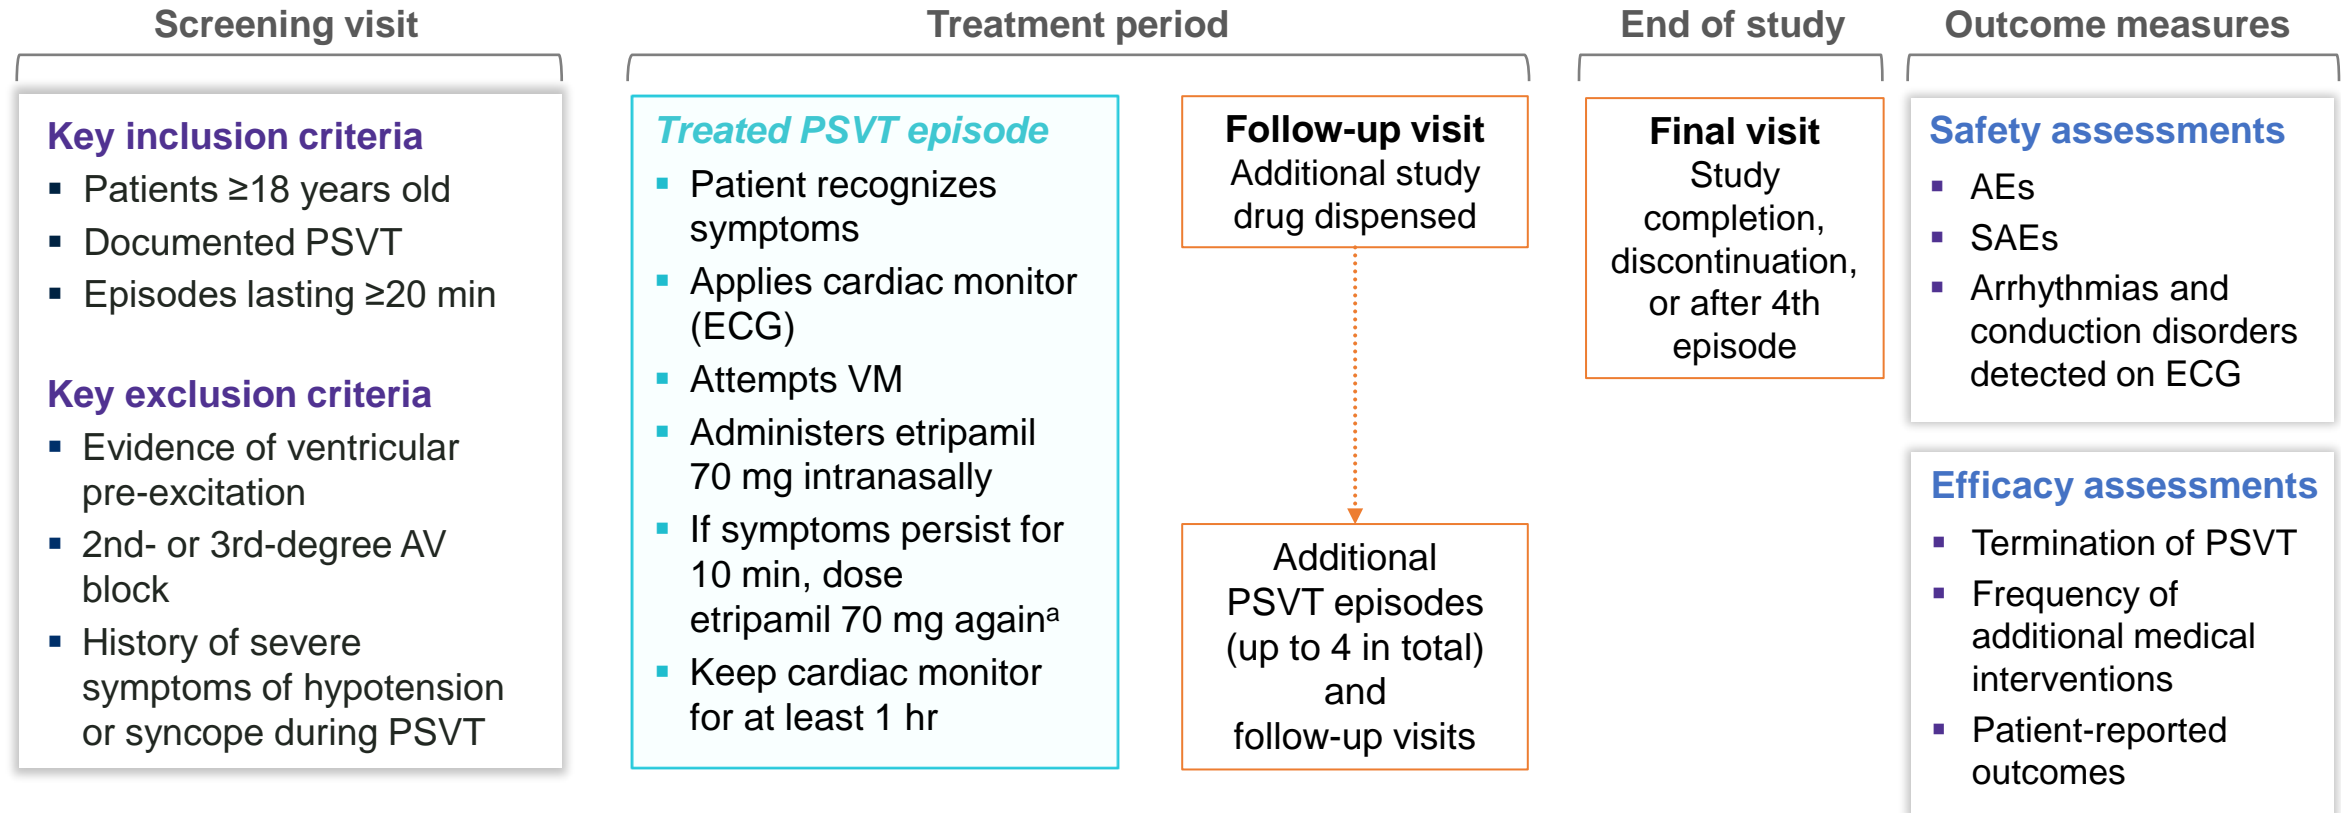 Screening visit
Key inclusion criteria
▪ Patients ≥18 years old
▪ Documented PSVT
▪ Episodes lasting ≥20 min
Key exclusion criteria
▪ Evidence of ventricular
pre-excitation
▪ 2nd- or 3rd-degree AV
block
▪ History of severe
symptoms of hypotension
or syncope during PSVT
Treatment period
Treated PSVT episode
▪ Patient recognizes
symptoms
▪ Applies cardiac monitor
(ECG)
▪ Attempts VM
▪ Administers etripamil
70 mg intranasally
▪ If symptoms persist for
10 min, dose
etripamil 70 mg againᵃ
▪ Keep cardiac monitor
for at least 1 hr
Follow-up visit
Additional study
drug dispensed
Additional
PSVT episodes
(up to 4 in total)
and
follow-up visits
End of study
Final visit
Study
completion,
discontinuation,
or after 4th
episode
Outcome measures
Safety assessments
▪ AEs
▪ SAEs
▪ Arrhythmias and
conduction disorders
detected on ECG
Efficacy assessments
▪ Termination of PSVT
▪ Frequency of
additional medical
interventions
▪ Patient-reported
outcomes